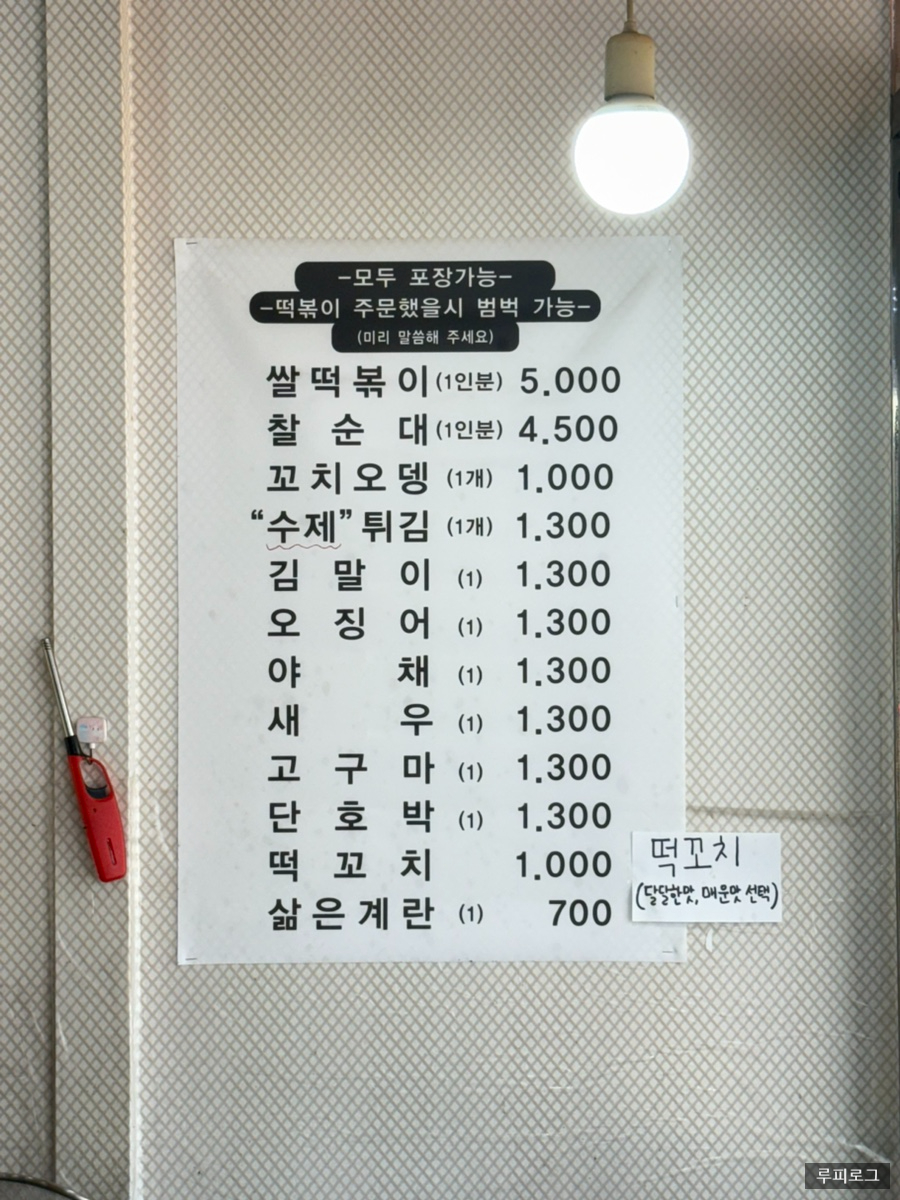 -모두 포장가능-
-떡볶이 주문했을시 범벅 가능-
(미리 말씀해 주세요)
쌀떡볶이(1인분) 5.000
찰순대(1인분) 4.500
꼬치오뎅 (1개) 1.000
“수제”튀김 (1개) 1.300
김말이 (1) 1.300
오징어 (1) 1.300
야채 (1) 1.300
새우 (1) 1.300
고구마 (1) 1.300
단호박 (1) 1.300
떡꼬치 1.000
삶은계란 (1) 700
떡꼬치
(달달한맛, 매운맛 선택)
루피로그